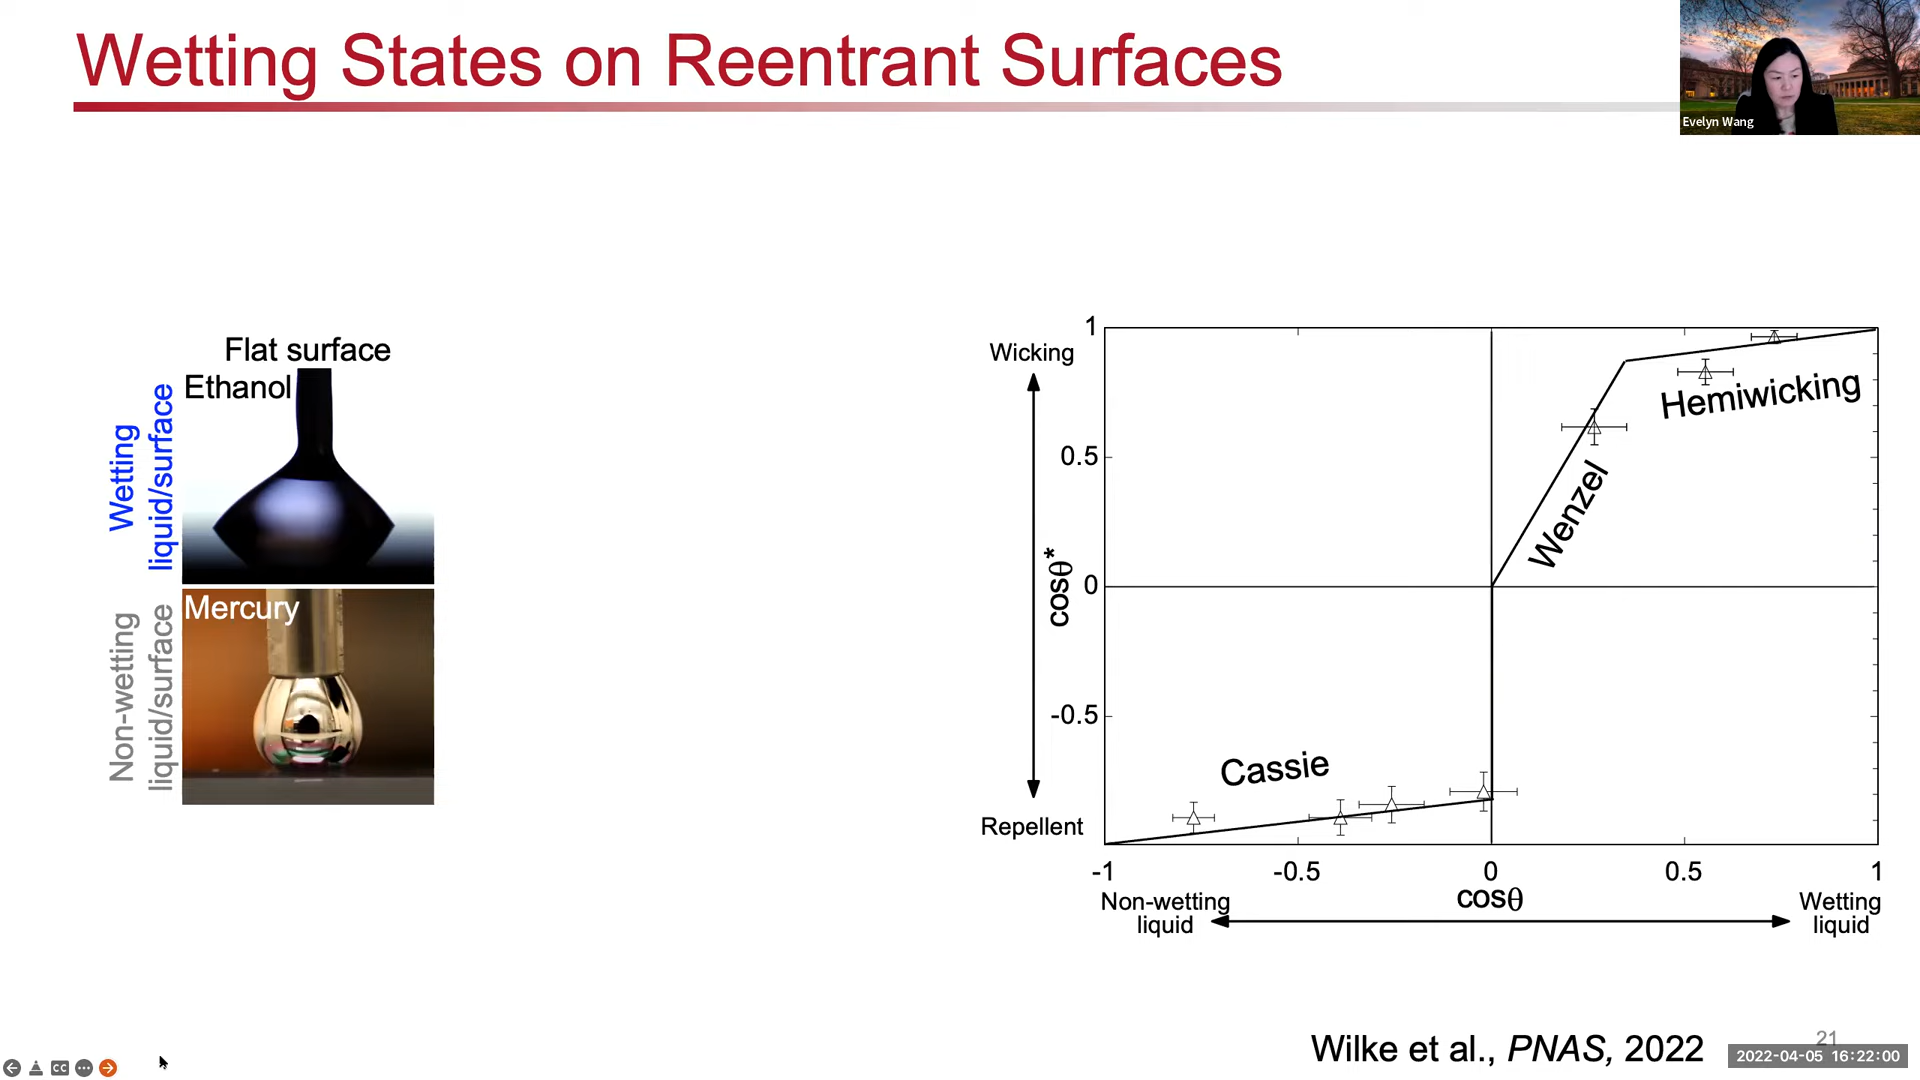 Wetting States on Reentrant Surfaces
Evelyn Wang
Flat surface
Ethanol
Wetting
liquid/surface
Mercury
Non-wetting
liquid/surface
Wicking
Repellent
cosθ*
1
0.5
0
-0.5
Hemiwicking
Wenzel
Cassie
-1
-0.5
0
0.5
1
Non-wetting
liquid
cosθ
Wetting
liquid
Wilke et al., PNAS, 2022
21
2022-04-05 16:22:00
CC